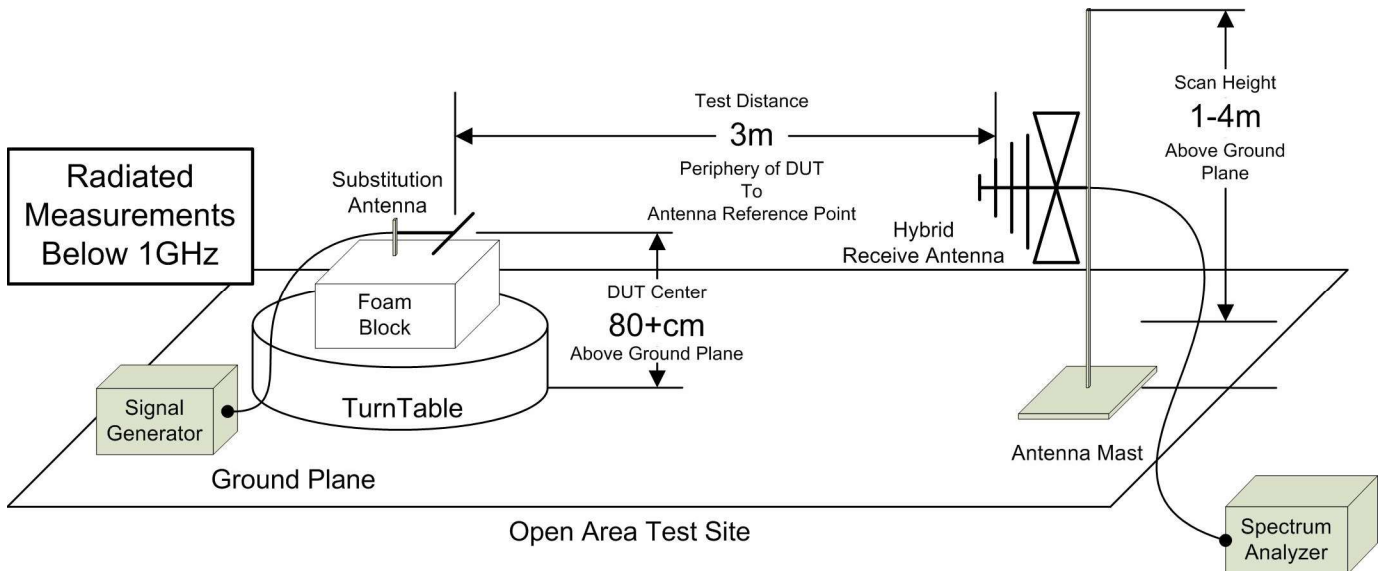 Radiated
Measurements
Below 1GHz
Substitution
Antenna
Test Distance
3m
Periphery of DUT
To
Antenna Reference Point
Scan Height
1-4m
Above Ground
Plane
Hybrid
Receive Antenna
Foam
Block
DUT Center
80+cm
Above Ground Plane
TurnTable
Signal
Generator
Ground Plane
Antenna Mast
Open Area Test Site
Spectrum
Analyzer